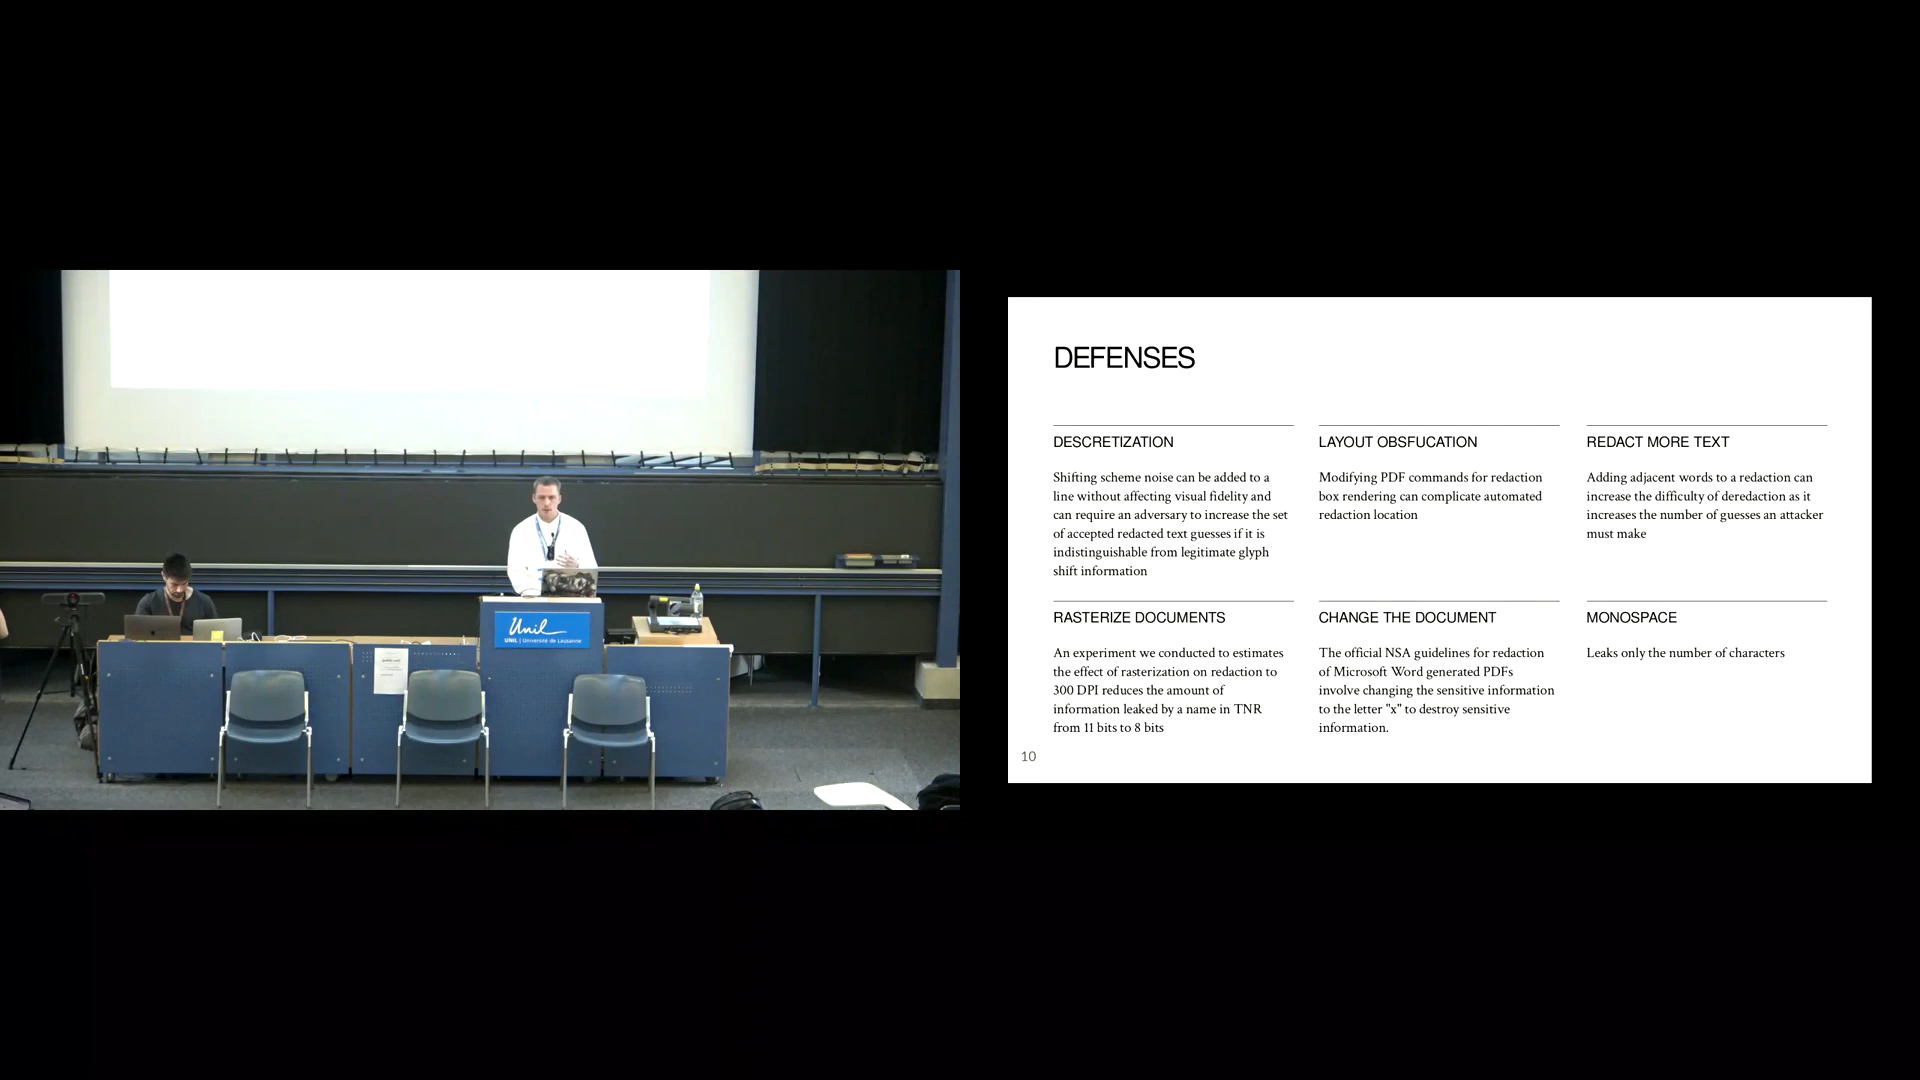 Unil
UNIL | Université de Lausanne
DEFENSES
DESCRETIZATION
Shifting scheme noise can be added to a
line without affecting visual fidelity and
can require an adversary to increase the set
of accepted redacted text guesses if it is
indistinguishable from legitimate glyph
shift information
LAYOUT OBSFUCATION
Modifying PDF commands for redaction
box rendering can complicate automated
redaction location
REDACT MORE TEXT
Adding adjacent words to a redaction can
increase the difficulty of deredaction as it
increases the number of guesses an attacker
must make
RASTERIZE DOCUMENTS
An experiment we conducted to estimates
the effect of rasterization on redaction to
300 DPI reduces the amount of
information leaked by a name in TNR
from 11 bits to 8 bits
CHANGE THE DOCUMENT
The official NSA guidelines for redaction
of Microsoft Word generated PDFs
involve changing the sensitive information
to the letter "x" to destroy sensitive
information.
MONOSPACE
Leaks only the number of characters
10